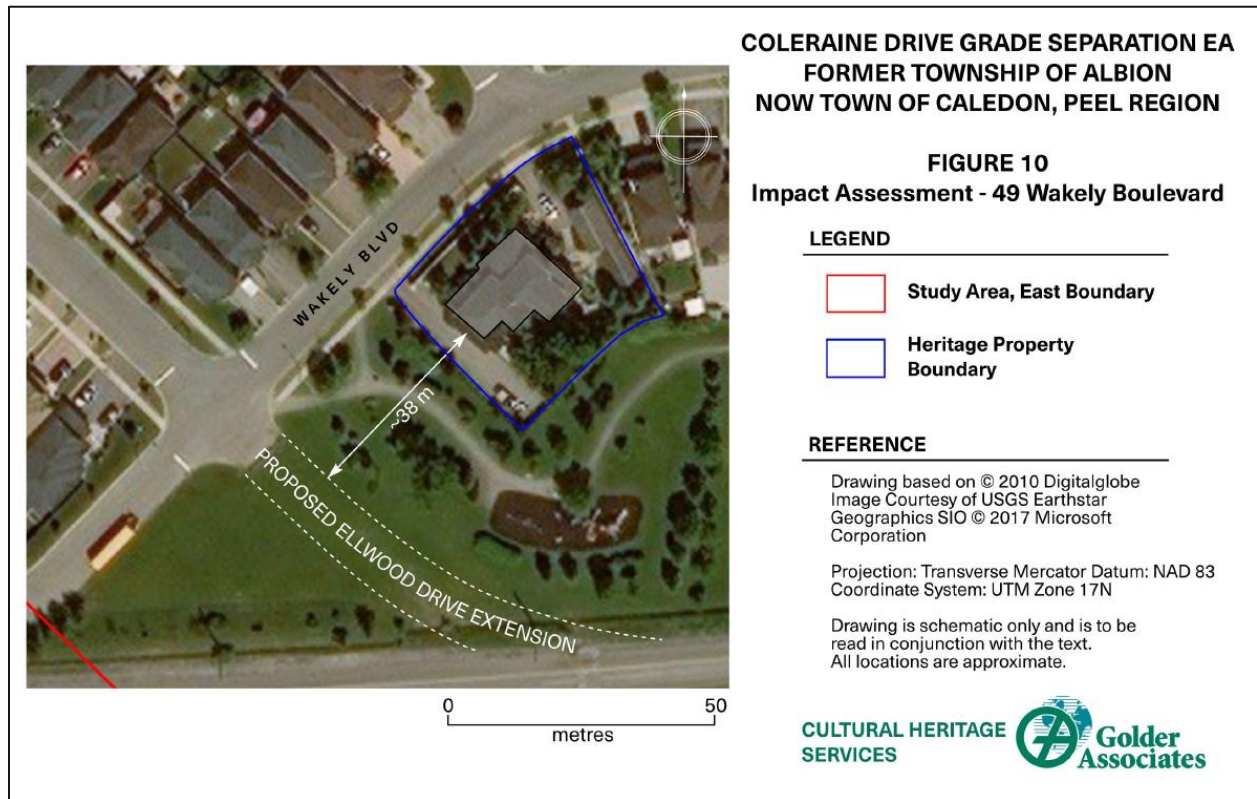 COLERAINE DRIVE GRADE SEPARATION EA
FORMER TOWNSHIP OF ALBION
NOW TOWN OF CALEDON, PEEL REGION
FIGURE 10
Impact Assessment - 49 Wakely Boulevard
LEGEND
Study Area, East Boundary
Heritage Property
Boundary
REFERENCE
Drawing based on © 2010 Digitalglobe
Image Courtesy of USGS Earthstar
Geographics SIO © 2017 Microsoft
Corporation
Projection: Transverse Mercator Datum: NAD 83
Coordinate System: UTM Zone 17N
Drawing is schematic only and is to be
read in conjunction with the text.
All locations are approximate.
CULTURAL HERITAGE
SERVICES
Golder
Associates
WAKELY BLVD
~38 m
PROPOSED ELLWOOD DRIVE EXTENSION
0 50
metres